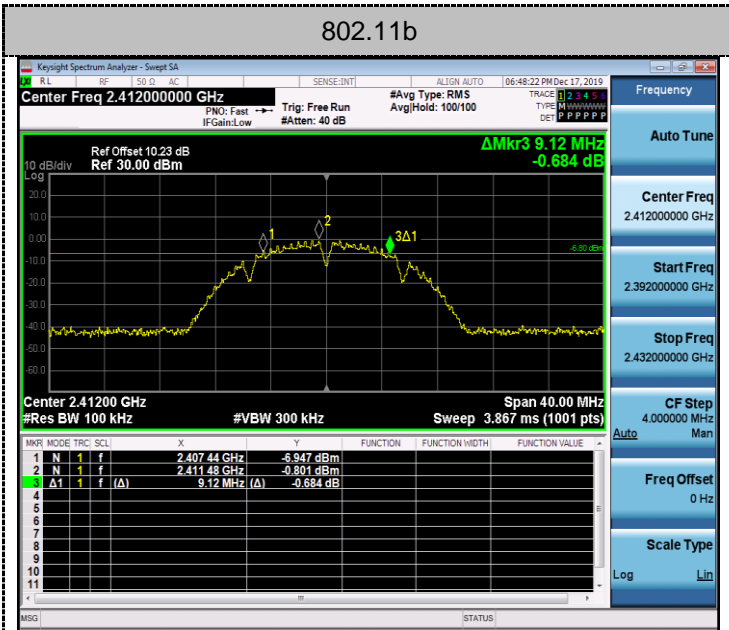 802.11b
Keysight Spectrum Analyzer - Swept SA
RL RF 50 Ω AC SENSE:INT ALIGN AUTO 06:48:22 PM Dec 17, 2019
Center Freq 2.412000000 GHz
PNO: Fast
IFGain:Low
Trig: Free Run
#Atten: 40 dB
#Avg Type: RMS
Avg|Hold: 100/100
TRACE 1 2 3 4 5 6
TYPE M W W W W W
DET P P P P P P
Ref Offset 10.23 dB
10 dB/div Ref 30.00 dBm
Log
ΔMkr3 9.12 MHz
-0.684 dB
20.0
10.0
0.00
-10.0
-20.0
-30.0
-40.0
-50.0
-60.0
1
2
3Δ1
-6.80 dBm
Center 2.41200 GHz Span 40.00 MHz
#Res BW 100 kHz #VBW 300 kHz Sweep 3.867 ms (1001 pts)
MKR MODE TRC SCL X Y FUNCTION FUNCTION WIDTH FUNCTION VALUE
1 N 1 f 2.407 44 GHz -6.947 dBm
2 N 1 f 2.411 48 GHz -0.801 dBm
3 Δ1 1 f (Δ) 9.12 MHz (Δ) -0.684 dB
4
5
6
7
8
9
10
11
MSG STATUS
Frequency
Auto Tune
Center Freq
2.412000000 GHz
Start Freq
2.392000000 GHz
Stop Freq
2.432000000 GHz
CF Step
4.000000 MHz
Auto Man
Freq Offset
0 Hz
Scale Type
Log Lin